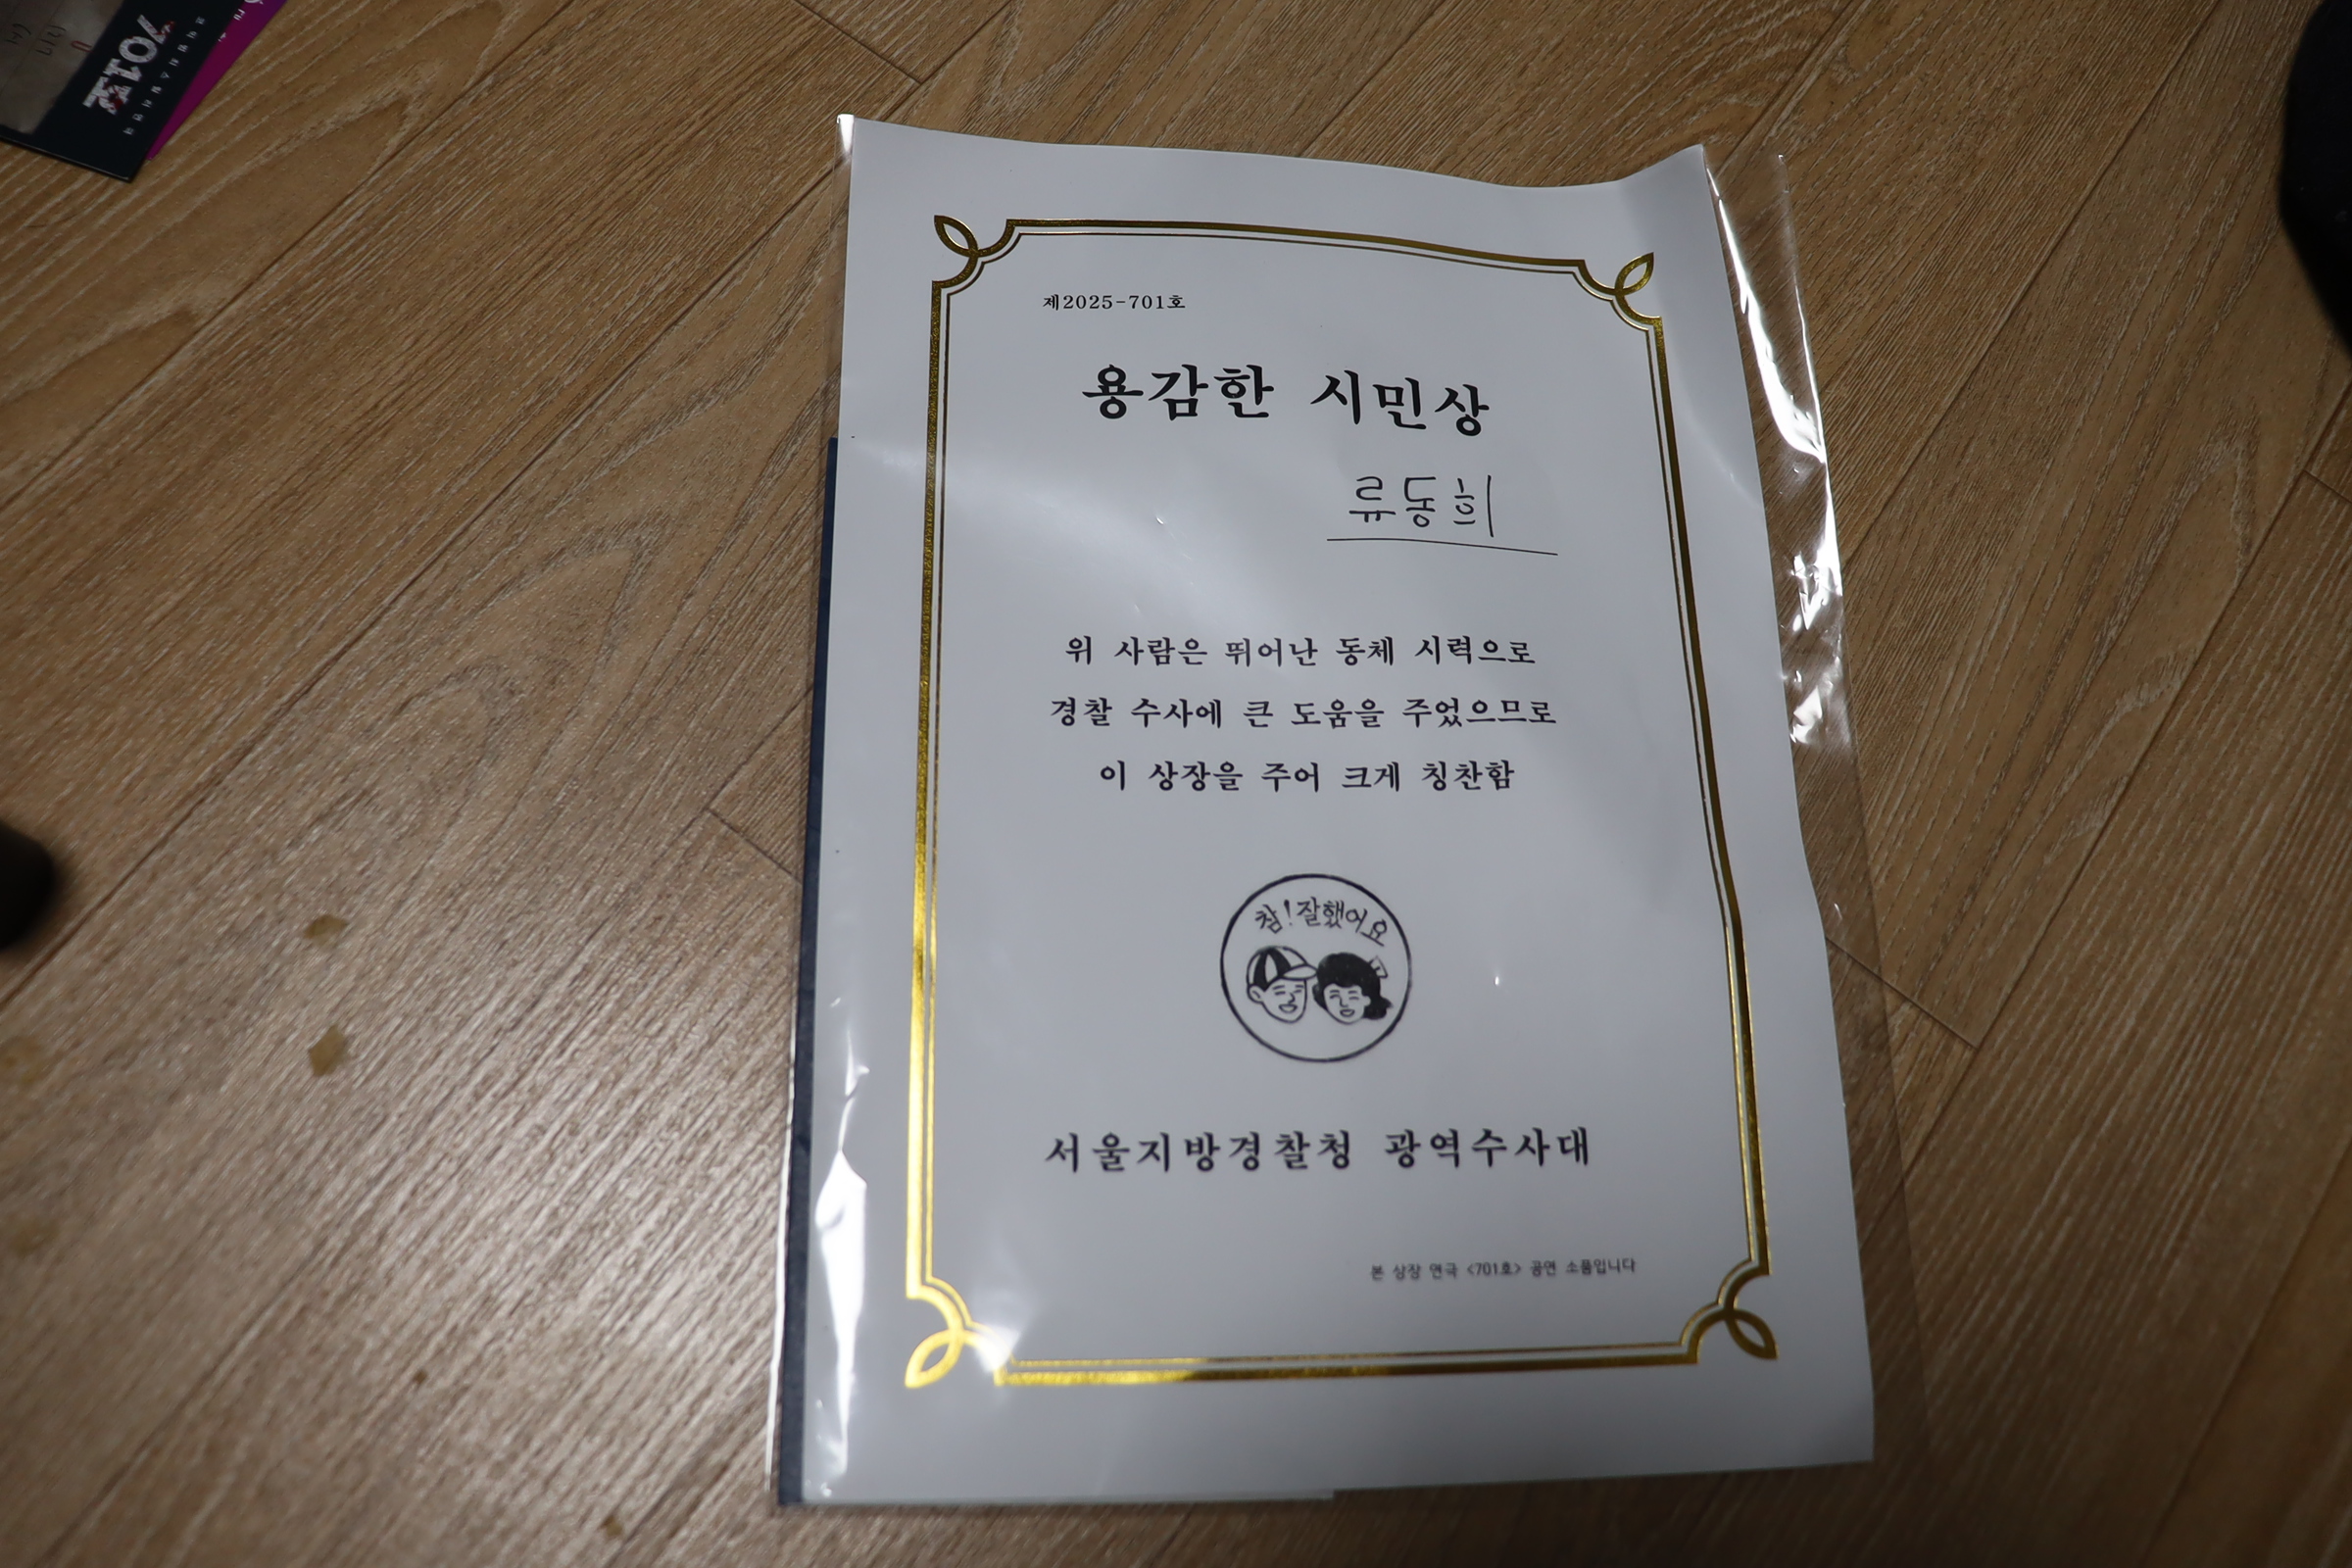 701호
제2025-701호
용감한 시민상
류동희
위 사람은 뛰어난 동체 시력으로
경찰 수사에 큰 도움을 주었으므로
이 상장을 주어 크게 칭찬함
참!잘했어요
서울지방경찰청 광역수사대
본 상장 연극 <701호> 공연 소품입니다